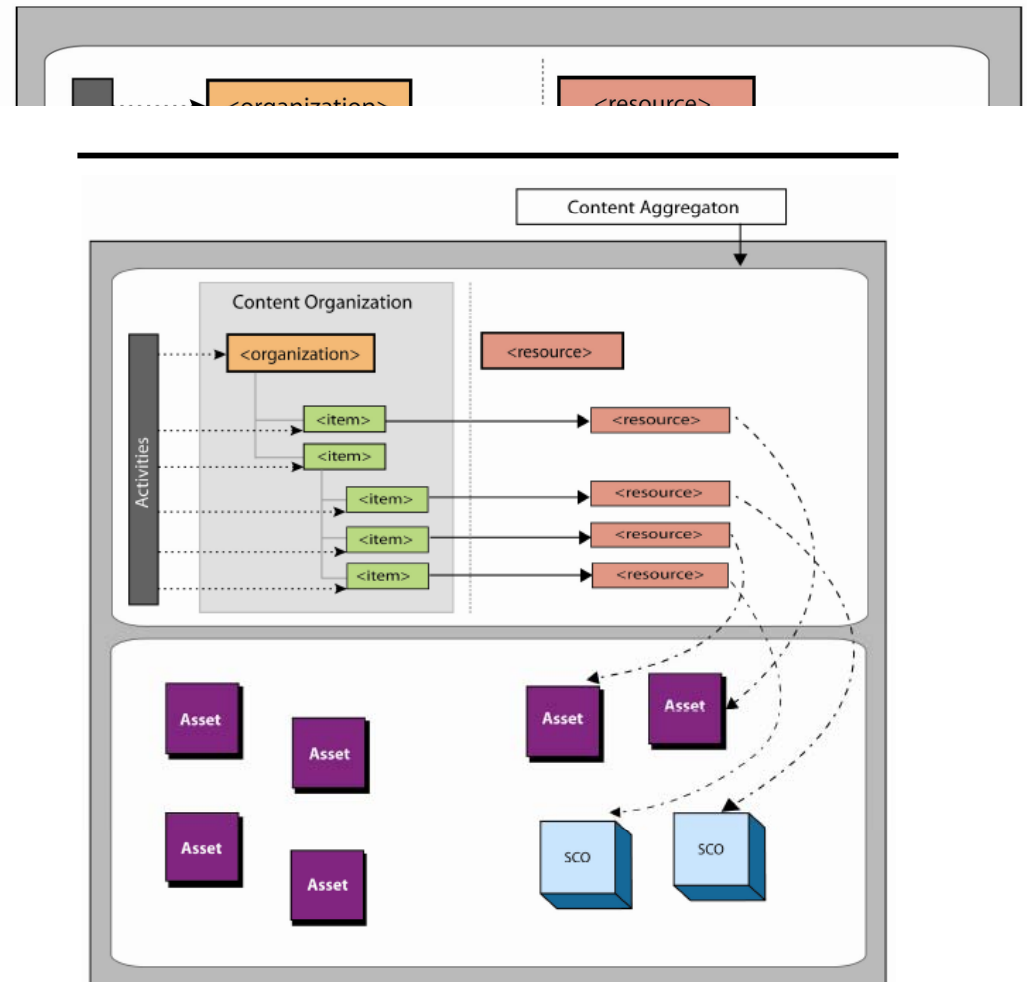 <organization>
<resource>
Content Aggregaton
Content Organization
<organization>
<resource>
<item>
<resource>
<item>
Activities
<item>
<resource>
<item>
<resource>
<item>
<resource>
Asset
Asset
Asset
Asset
Asset
Asset
SCO
SCO